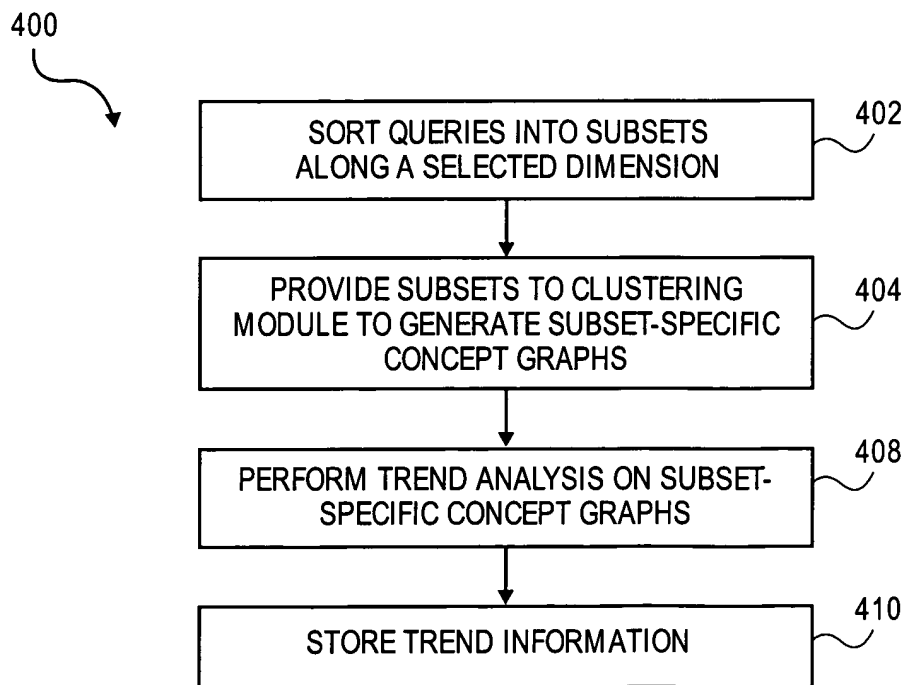 400
SORT QUERIES INTO SUBSETS
ALONG A SELECTED DIMENSION
402
PROVIDE SUBSETS TO CLUSTERING
MODULE TO GENERATE SUBSET-SPECIFIC
CONCEPT GRAPHS
404
PERFORM TREND ANALYSIS ON SUBSET-
SPECIFIC CONCEPT GRAPHS
408
STORE TREND INFORMATION
410